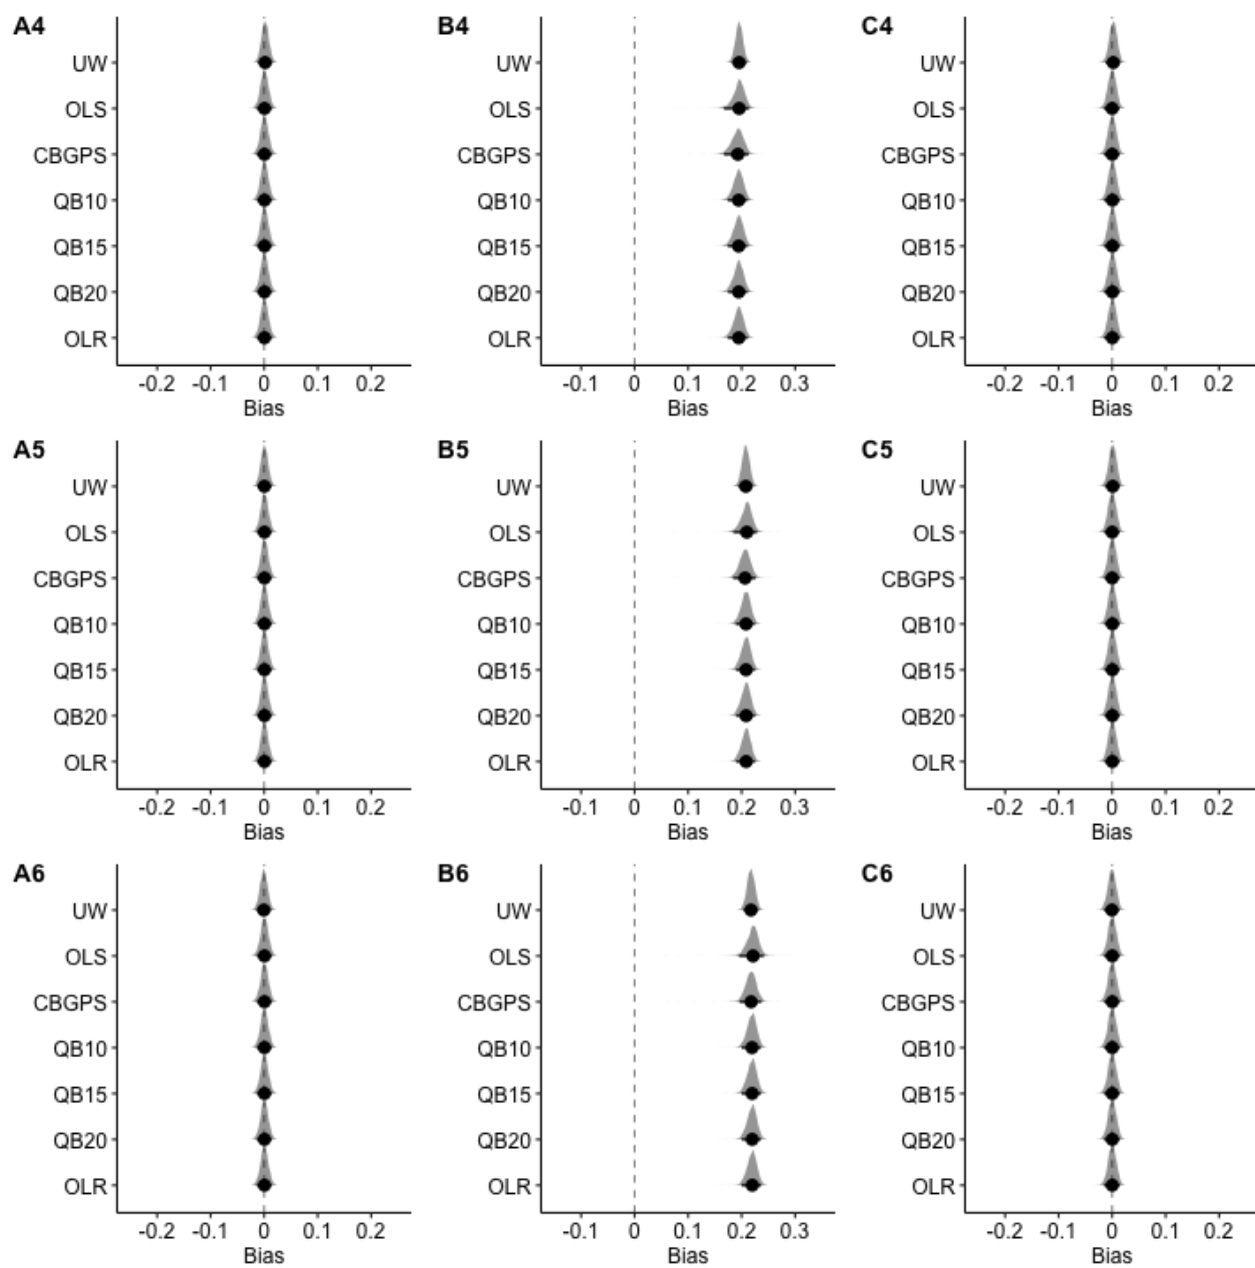 A4
UW
OLS
CBGPS
QB10
QB15
QB20
OLR
-0.2 -0.1 0 0.1 0.2
Bias
B4
UW
OLS
CBGPS
QB10
QB15
QB20
OLR
-0.1 0 0.1 0.2 0.3
Bias
C4
UW
OLS
CBGPS
QB10
QB15
QB20
OLR
-0.2 -0.1 0 0.1 0.2
Bias
A5
UW
OLS
CBGPS
QB10
QB15
QB20
OLR
-0.2 -0.1 0 0.1 0.2
Bias
B5
UW
OLS
CBGPS
QB10
QB15
QB20
OLR
-0.1 0 0.1 0.2 0.3
Bias
C5
UW
OLS
CBGPS
QB10
QB15
QB20
OLR
-0.2 -0.1 0 0.1 0.2
Bias
A6
UW
OLS
CBGPS
QB10
QB15
QB20
OLR
-0.2 -0.1 0 0.1 0.2
Bias
B6
UW
OLS
CBGPS
QB10
QB15
QB20
OLR
-0.1 0 0.1 0.2 0.3
Bias
C6
UW
OLS
CBGPS
QB10
QB15
QB20
OLR
-0.2 -0.1 0 0.1 0.2
Bias